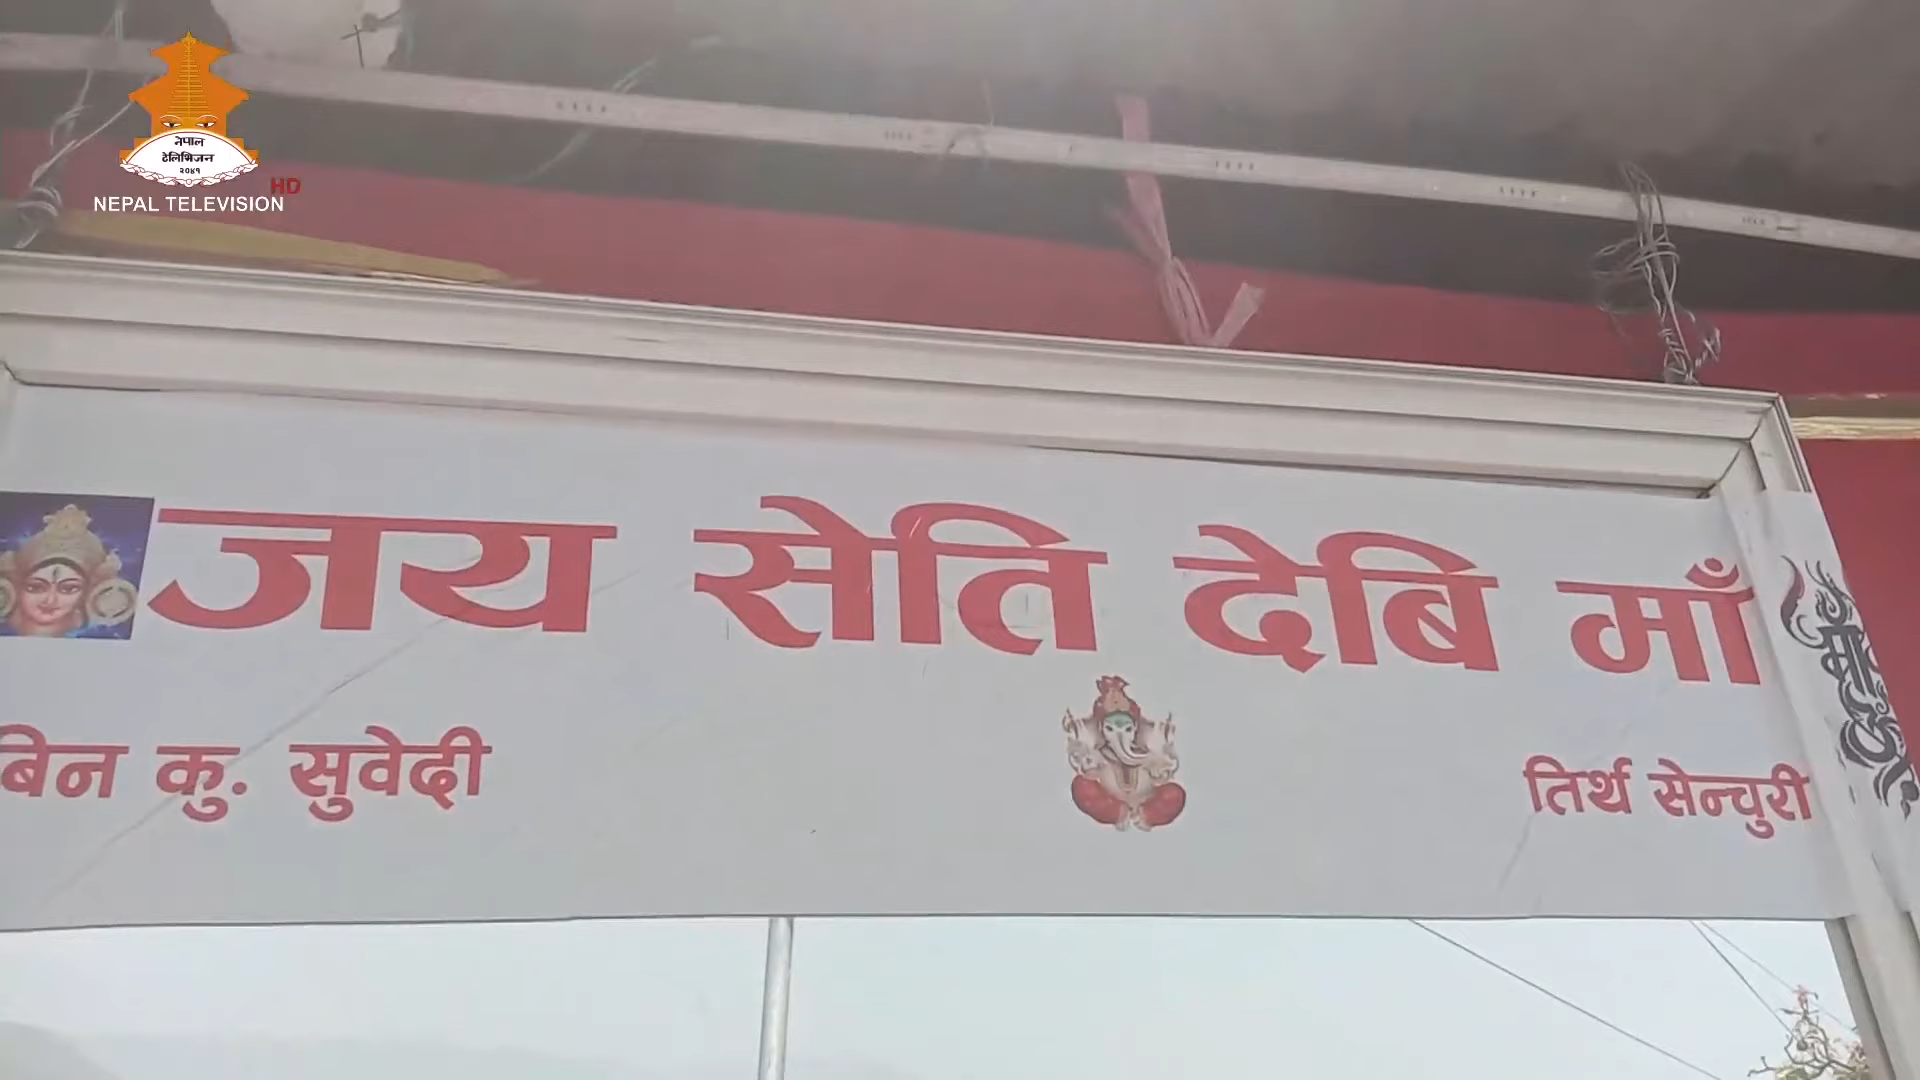 नेपाल
टेलिभिजन
२०४१
HD
NEPAL TELEVISION
जय सेति देबि माँ
बिन कु. सुवेदी
तिर्थ सेन्चुरी
माँ